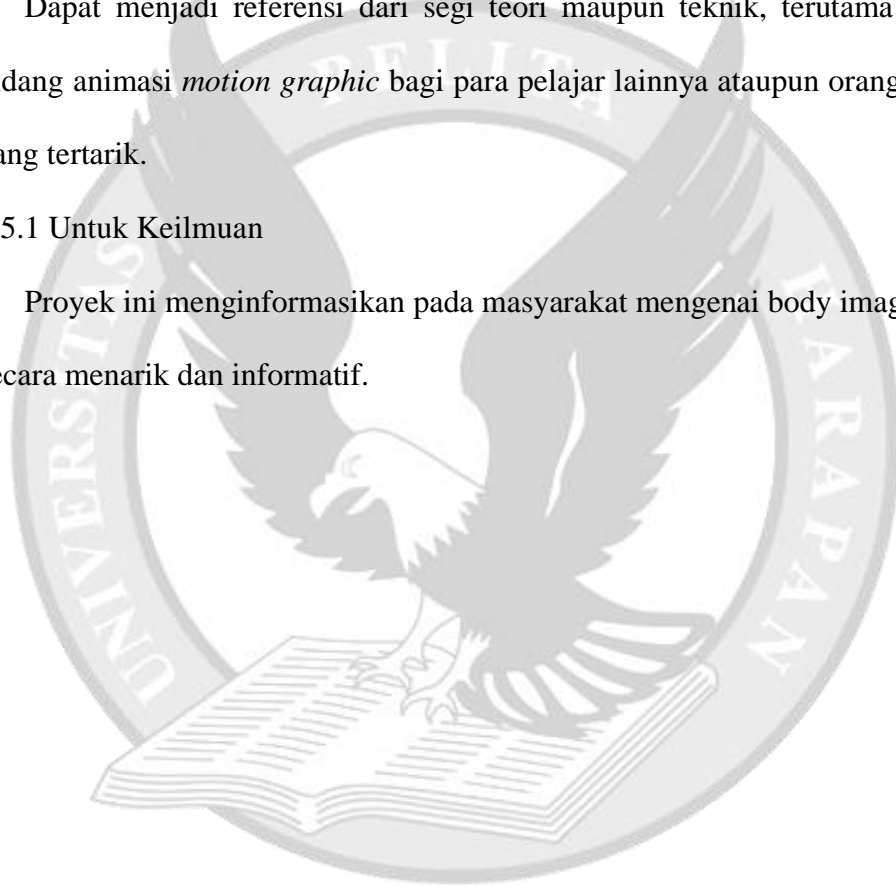 Dapat menjadi referensi dari segi teori maupun teknik, terutama
dang animasi motion graphic bagi para pelajar lainnya ataupun orang
ang tertarik.
5.1 Untuk Keilmuan
Proyek ini menginformasikan pada masyarakat mengenai body imag
ecara menarik dan informatif.
UNIVERSITAS PELITA HARAPAN